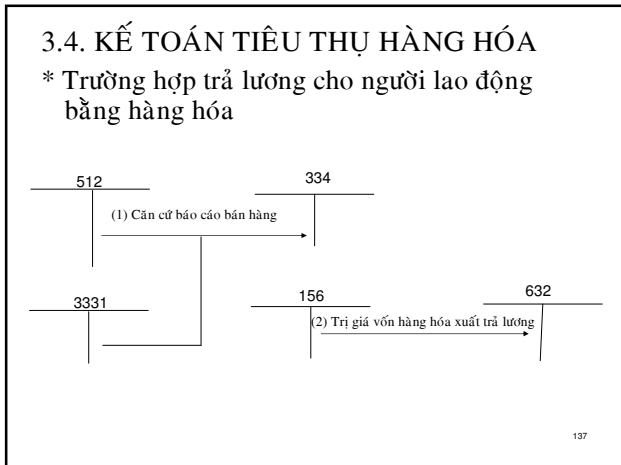 3.4. KẾ TOÁN TIÊU THỤ HÀNG HÓA
* Trường hợp trả lương cho người lao động
bằng hàng hóa
512
334
(1) Căn cứ báo cáo bán hàng
3331
156
632
(2) Trị giá vốn hàng hóa xuất trả lương
137